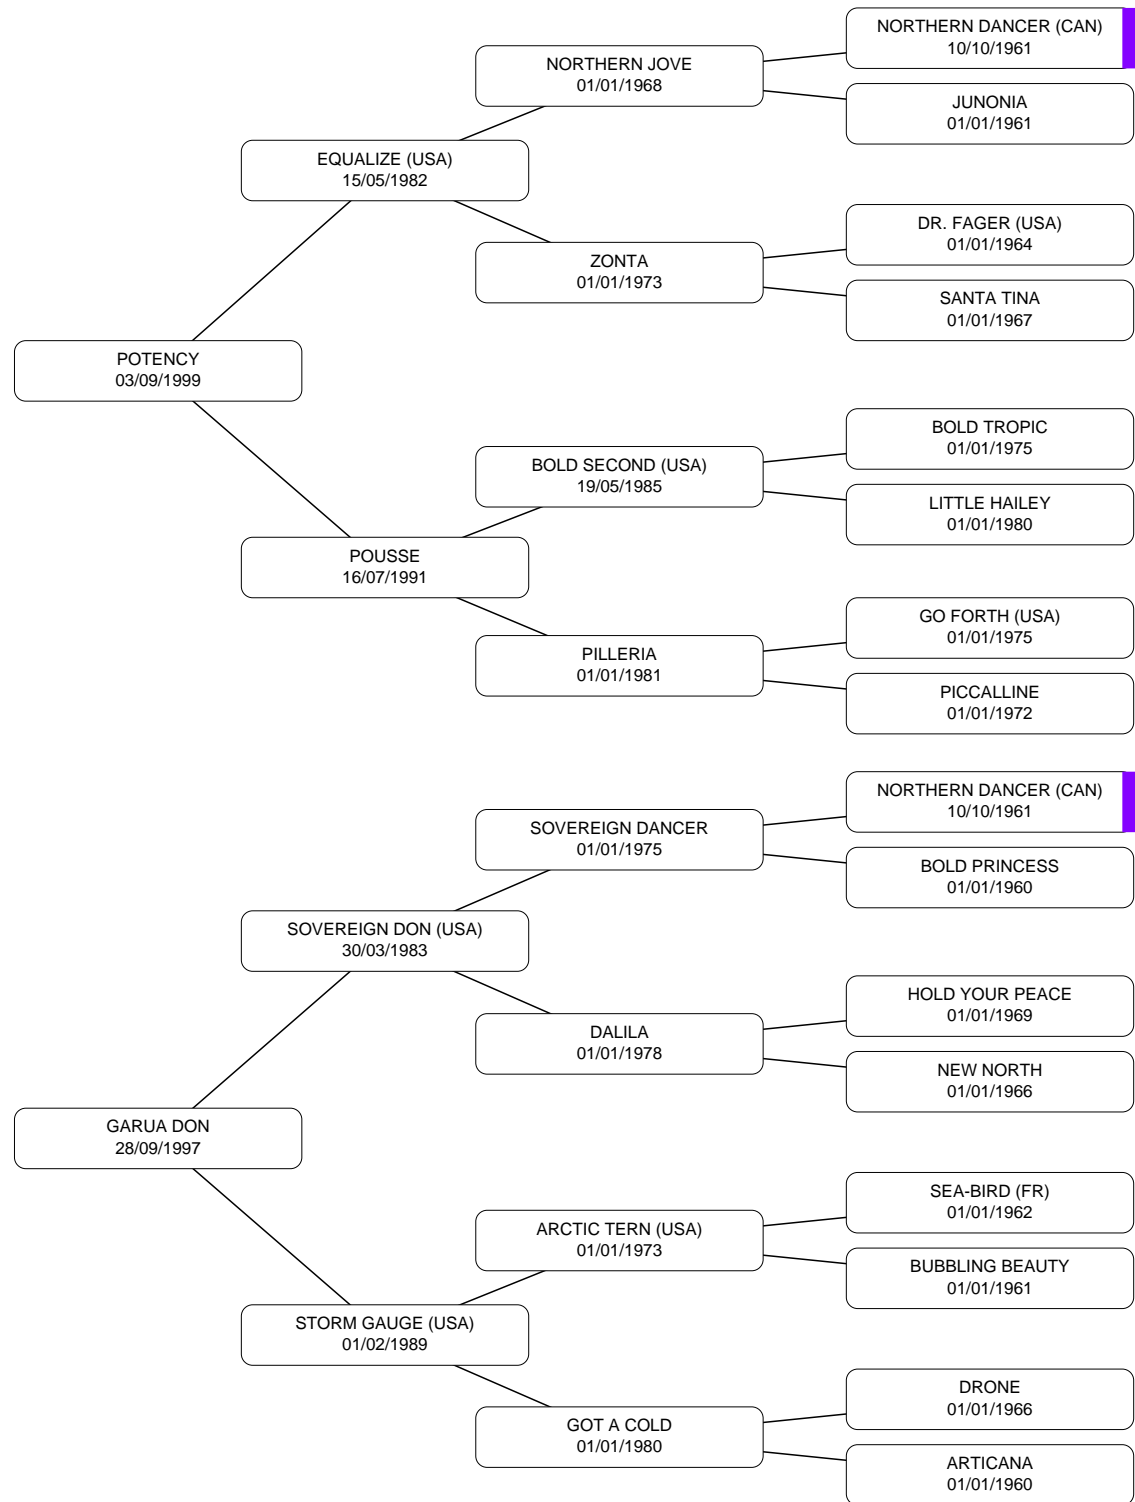 NORTHERN DANCER (CAN)
10/10/1961
NORTHERN JOVE
01/01/1968
JUNONIA
01/01/1961
EQUALIZE (USA)
15/05/1982
DR. FAGER (USA)
01/01/1964
ZONTA
01/01/1973
SANTA TINA
01/01/1967
POTENCY
03/09/1999
BOLD TROPIC
01/01/1975
BOLD SECOND (USA)
19/05/1985
LITTLE HAILEY
01/01/1980
POUSSE
16/07/1991
GO FORTH (USA)
01/01/1975
PILLERIA
01/01/1981
PICCALLINE
01/01/1972
NORTHERN DANCER (CAN)
10/10/1961
SOVEREIGN DANCER
01/01/1975
BOLD PRINCESS
01/01/1960
SOVEREIGN DON (USA)
30/03/1983
HOLD YOUR PEACE
01/01/1969
DALILA
01/01/1978
NEW NORTH
01/01/1966
GARUA DON
28/09/1997
SEA-BIRD (FR)
01/01/1962
ARCTIC TERN (USA)
01/01/1973
BUBBLING BEAUTY
01/01/1961
STORM GAUGE (USA)
01/02/1989
DRONE
01/01/1966
GOT A COLD
01/01/1980
ARTICANA
01/01/1960